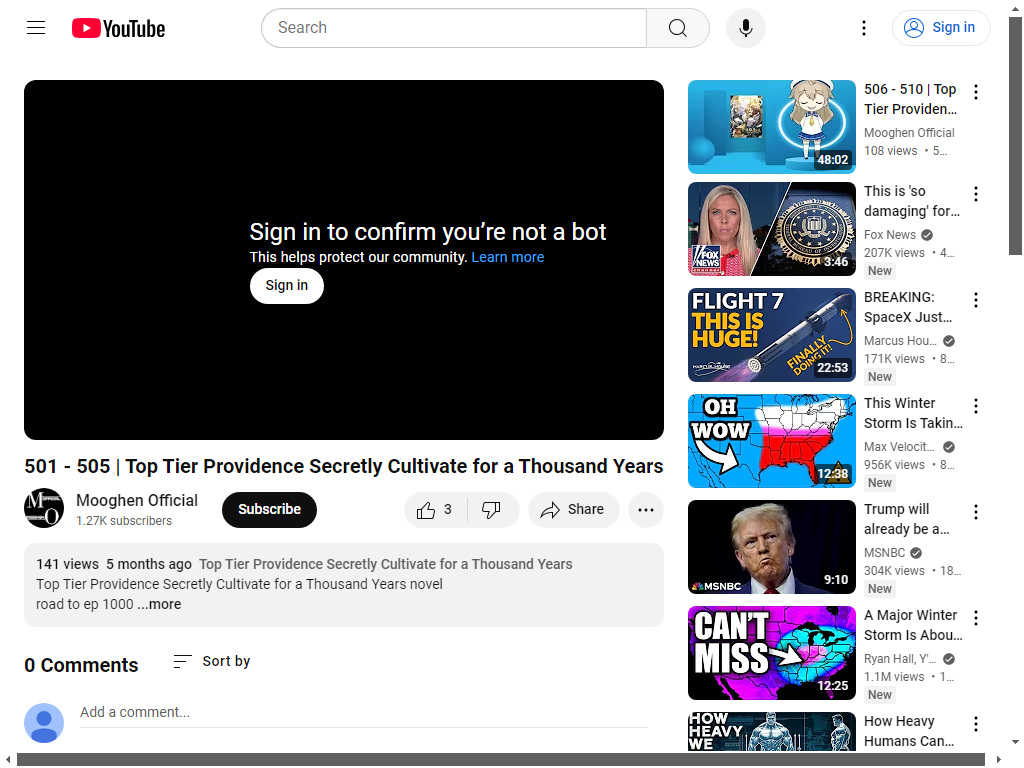 YouTube
Search
Sign in
Sign in to confirm you’re not a bot
This helps protect our community. Learn more
Sign in
501 - 505 | Top Tier Providence Secretly Cultivate for a Thousand Years
Mooghen Official
1.27K subscribers
Subscribe
3
Share
141 views 5 months ago Top Tier Providence Secretly Cultivate for a Thousand Years
Top Tier Providence Secretly Cultivate for a Thousand Years novel
road to ep 1000 ...more
0 Comments
Sort by
Add a comment...
48:02
506 - 510 | Top
Tier Providen...
Mooghen Official
108 views • 5...
FOX
NEWS
channel
3:46
This is 'so
damaging' for...
Fox News
207K views • 4...
New
FLIGHT 7
THIS IS
HUGE!
FINALLY
DOING IT!
MARCUS HOUSE
22:53
BREAKING:
SpaceX Just...
Marcus Hou...
171K views • 8...
New
OH
WOW
12:38
This Winter
Storm Is Takin...
Max Velocit...
956K views • 8...
New
MSNBC
9:10
Trump will
already be a...
MSNBC
304K views • 18...
New
CAN'T
MISS
12:25
A Major Winter
Storm Is Abou...
Ryan Hall, Y'...
1.1M views • 1...
New
HOW
HEAVY
WE
How Heavy
Humans Can...